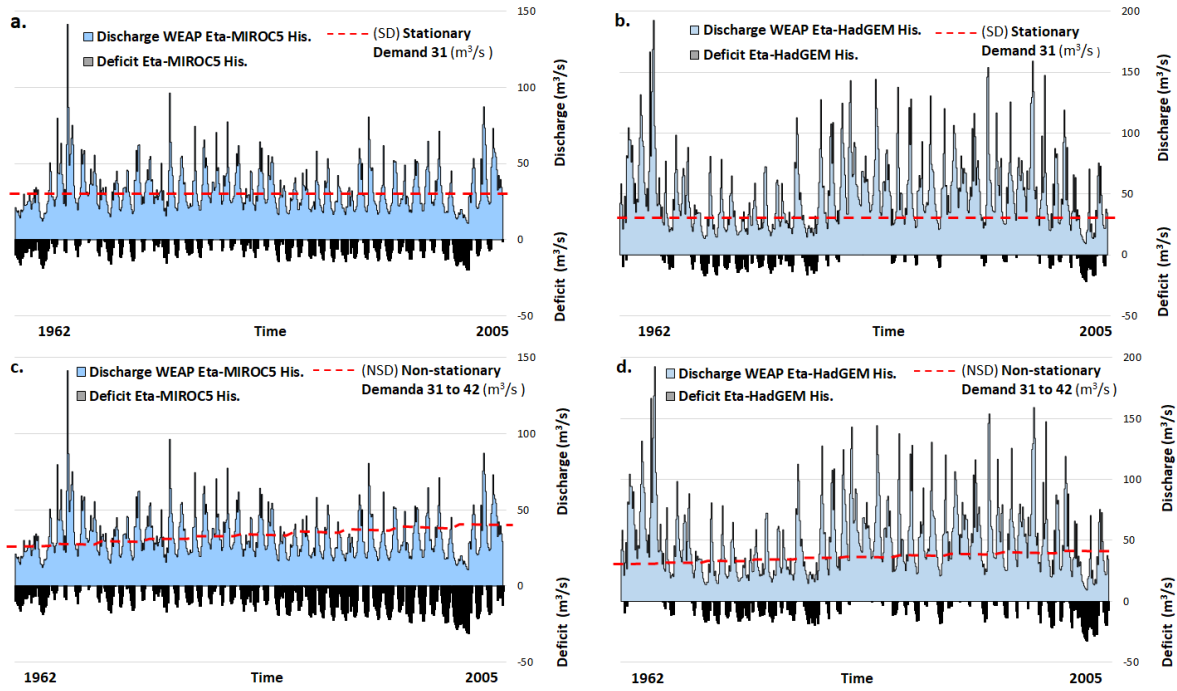 a.
Discharge WEAP Eta-MIROC5 His.
Deficit Eta-MIROC5 His.
(SD) Stationary
Demand 31 (m³/s)
150
100
50
0
-50
Discharge (m³/s)
Deficit (m³/s)
1962
Time
2005
b.
Discharge WEAP Eta-HadGEM His.
Deficit Eta-HadGEM His.
(SD) Stationary
Demand 31 (m³/s)
200
150
100
50
0
-50
Discharge (m³/s)
Deficit (m³/s)
1962
Time
2005
c.
Discharge WEAP Eta-MIROC5 His.
Deficit Eta-MIROC5 His.
(NSD) Non-stationary
Demanda 31 to 42 (m³/s)
150
100
50
0
-50
Discharge (m³/s)
Deficit (m³/s)
1962
Time
2005
d.
Discharge WEAP Eta-HadGEM His.
Deficit Eta-HadGEM His.
(NSD) Non-stationary
Demand 31 to 42 (m³/s)
200
150
100
50
0
-50
Discharge (m³/s)
Deficit (m³/s)
1962
Time
2005